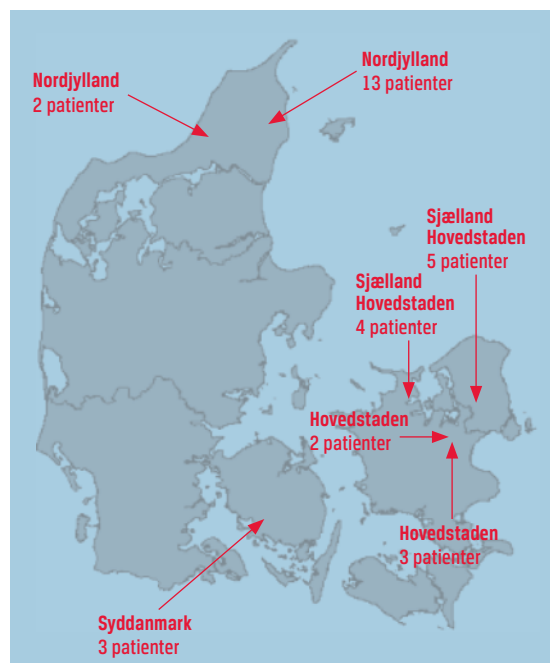 Nordjylland
13 patienter
Nordjylland
2 patienter
Sjælland
Hovedstaden
5 patienter
Sjælland
Hovedstaden
4 patienter
Hovedstaden
2 patienter
Hovedstaden
3 patienter
Syddanmark
3 patienter